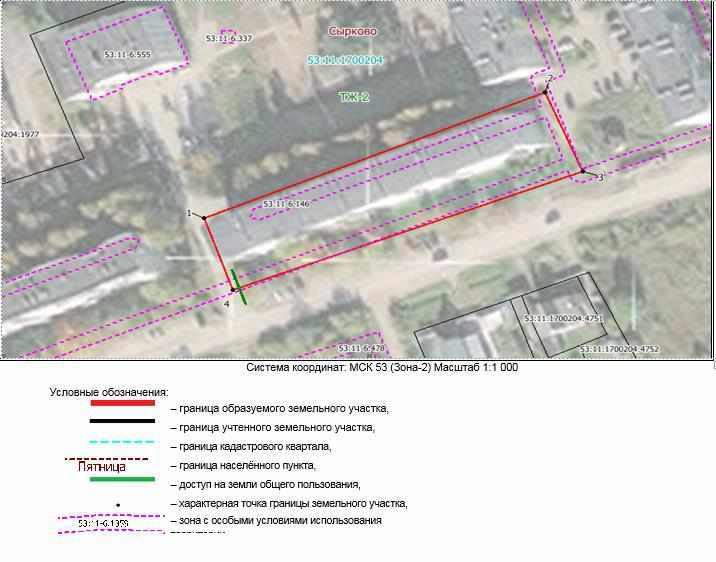 Сырково
53:11-6.337
53:11-6.555
53:11:1700204
2
ТЖ-2
204:1977
3
53:11-6.146
1
4
53:11:1700204:4751
53:11-6.478
53:11:1700204:4752
Система координат: МСК 53 (Зона-2) Масштаб 1:1 000
Условные обозначения:
– граница образуемого земельного участка,
– граница учтенного земельного участка,
– граница кадастрового квартала,
– граница населённого пункта,
Пятница
– доступ на земли общего пользования,
– характерная точка границы земельного участка,
– зона с особыми условиями использования